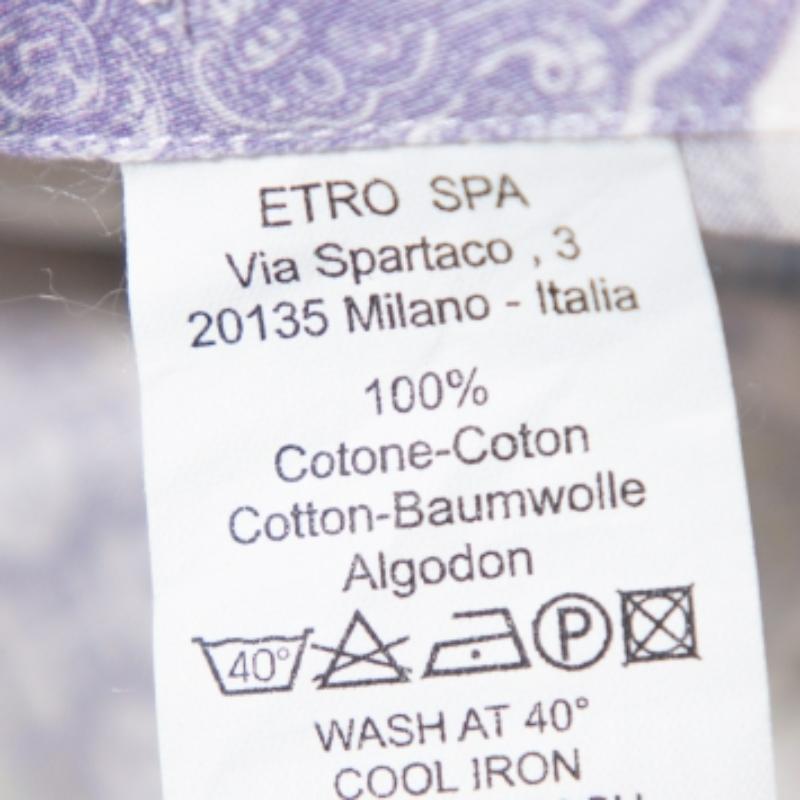 ETRO SPA
Via Spartaco , 3
20135 Milano - Italia
100%
Cotone-Coton
Cotton-Baumwolle
Algodon
40° P
WASH AT 40°
COOL IRON